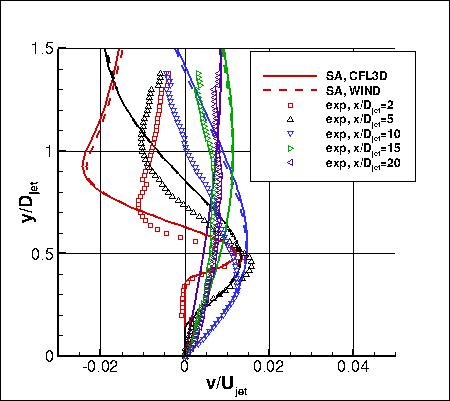 1.5
1
0.5
0
y/Djet
-0.02
0
0.02
0.04
v/Ujet
SA, CFL3D
SA, WIND
exp, x/Djet=2
exp, x/Djet=5
exp, x/Djet=10
exp, x/Djet=15
exp, x/Djet=20